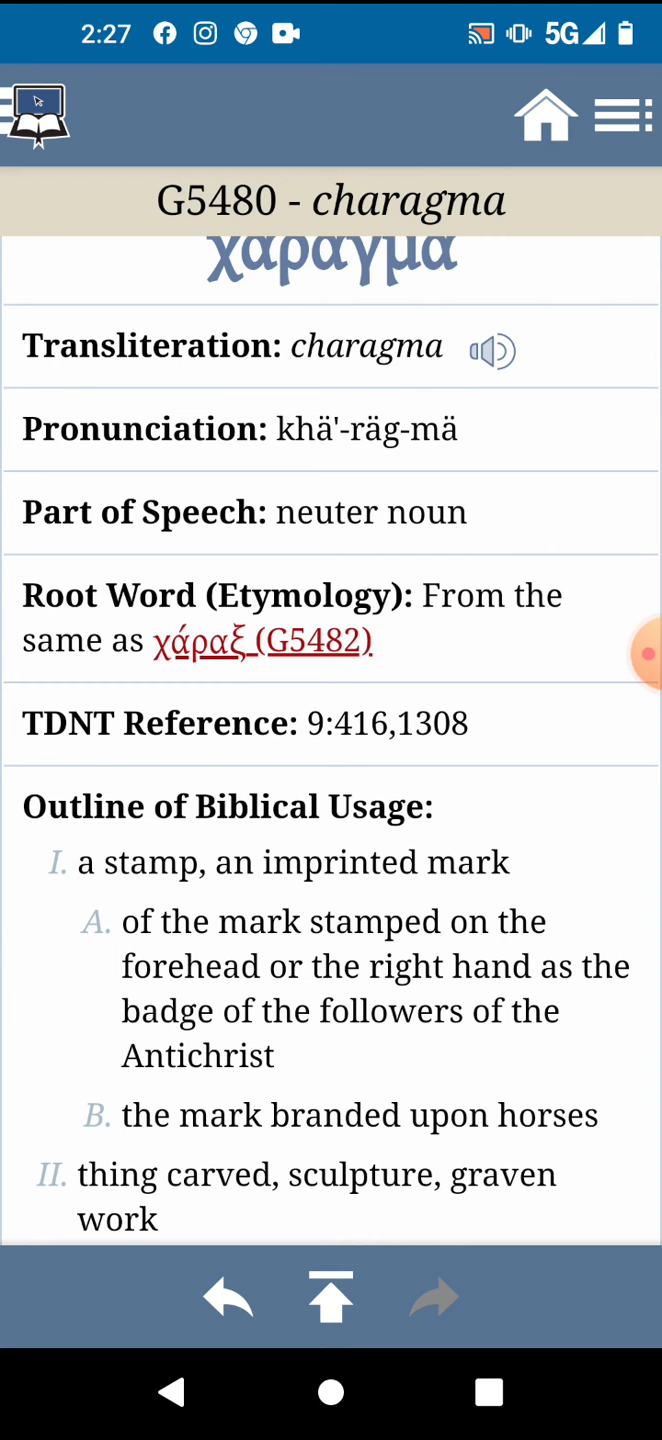 2:27
5G
G5480 - charagma
χάραγμα
Transliteration: charagma
Pronunciation: khä'-räg-mä
Part of Speech: neuter noun
Root Word (Etymology): From the
same as χάραξ (G5482)
TDNT Reference: 9:416,1308
Outline of Biblical Usage:
I. a stamp, an imprinted mark
A. of the mark stamped on the
forehead or the right hand as the
badge of the followers of the
Antichrist
B. the mark branded upon horses
II. thing carved, sculpture, graven
work